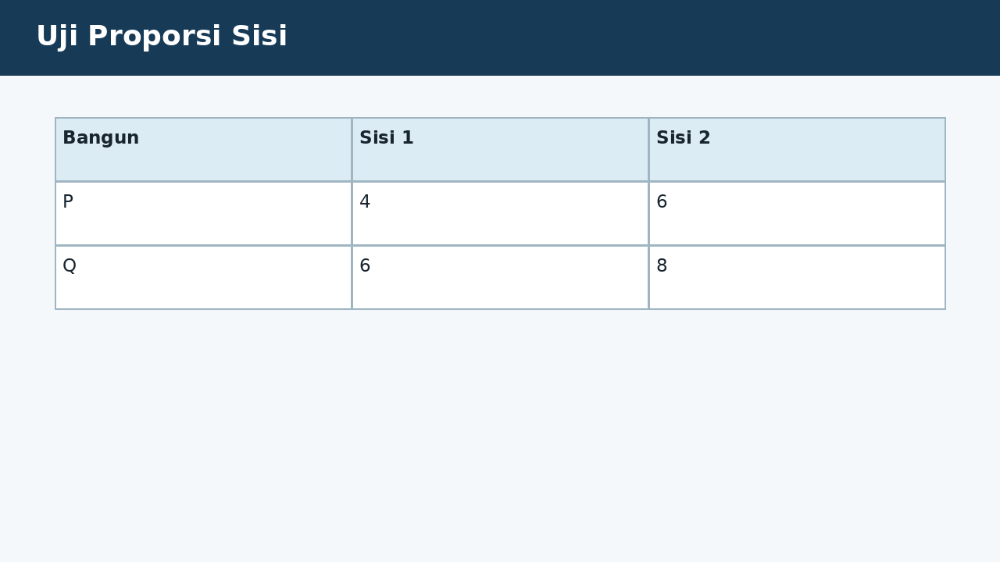 Uji Proporsi Sisi
Bangun Sisi 1 Sisi 2
P 4 6
Q 6 8